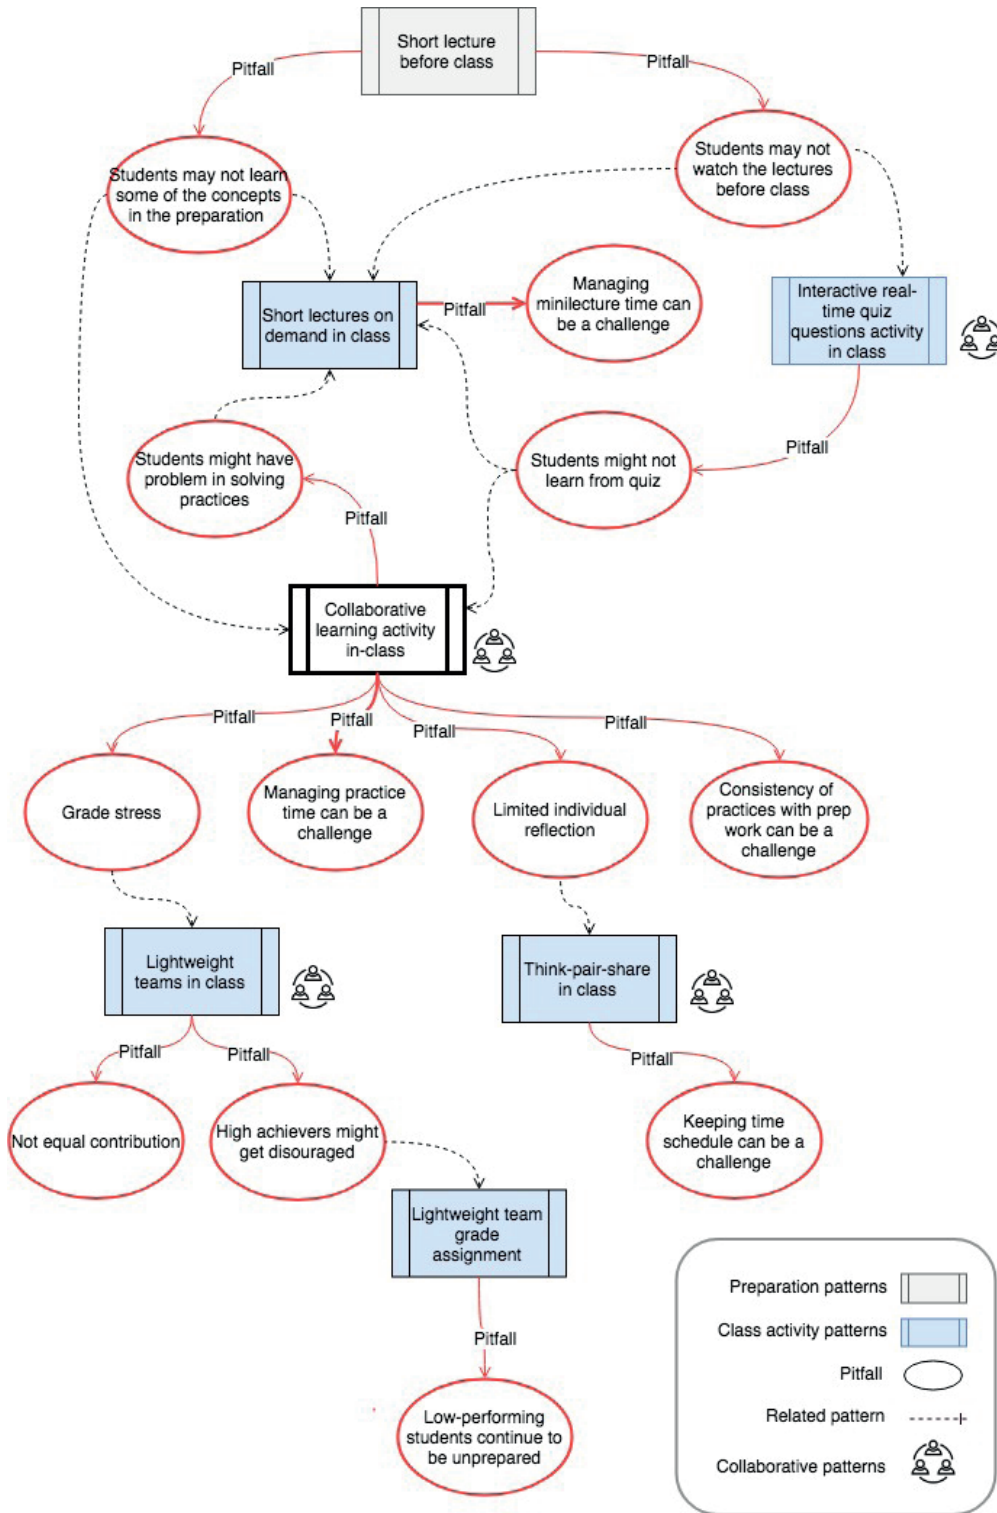 Short lecture
before class
Pitfall
Pitfall
Students may not learn
some of the concepts
in the preparation
Students may not
watch the lectures
before class
Short lectures on
demand in class
Pitfall
Managing
minilecture time can
be a challenge
Interactive real-
time quiz
questions activity
in class
Students might have
problem in solving
practices
Students might not
learn from quiz
Pitfall
Pitfall
Collaborative
learning activity
in-class
Pitfall
Pitfall
Pitfall
Pitfall
Grade stress
Managing practice
time can be a
challenge
Limited individual
reflection
Consistency of
practices with prep
work can be a
challenge
Lightweight
teams in class
Think-pair-share
in class
Pitfall
Pitfall
Pitfall
Not equal contribution
High achievers might
get disouraged
Keeping time
schedule can be a
challenge
Lightweight team
grade
assignment
Pitfall
Low-performing
students continue to
be unprepared
Preparation patterns
Class activity patterns
Pitfall
Related pattern
Collaborative patterns